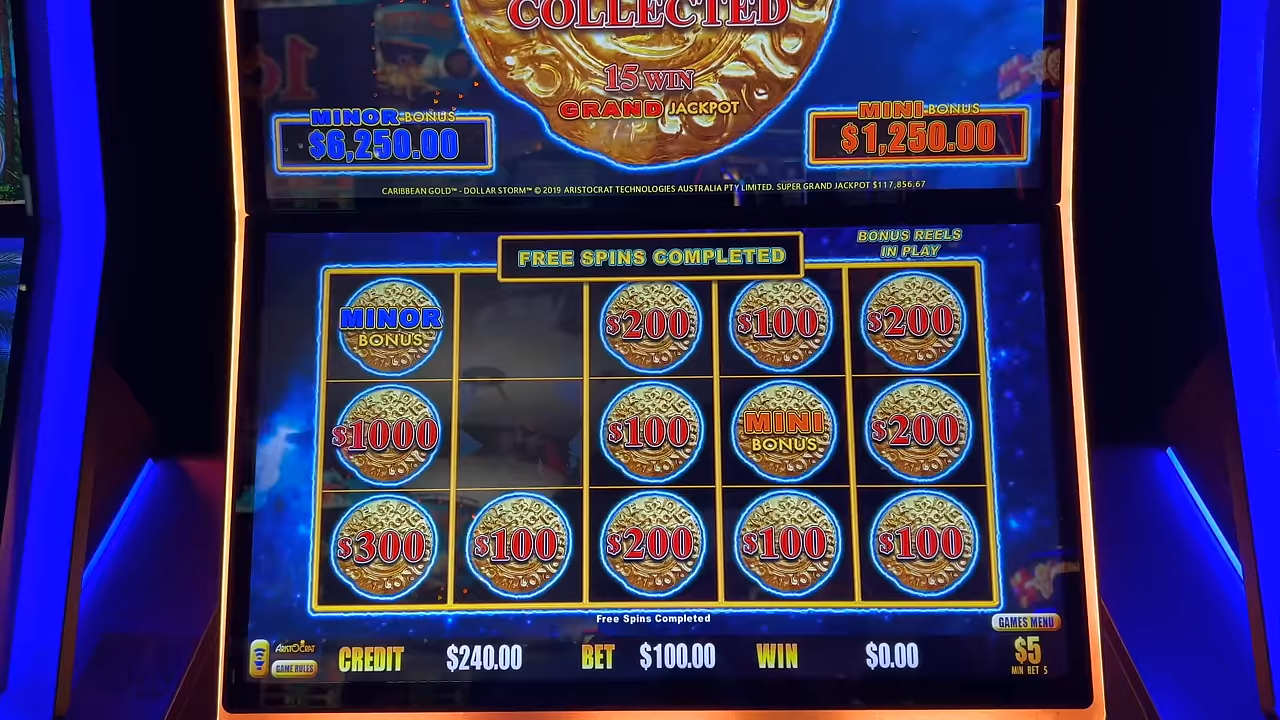 COLLECTED
15 WIN
GRAND JACKPOT
MINOR BONUS
$6,250.00
MINI BONUS
$1,250.00
CARIBBEAN GOLD™ - DOLLAR STORM™ © 2019 ARISTOCRAT TECHNOLOGIES AUSTRALIA PTY LIMITED. SUPER GRAND JACKPOT $117,856.67
FREE SPINS COMPLETED
BONUS REELS
IN PLAY
MINOR
BONUS
$200
$100
$200
$1000
$100
MINI
BONUS
$200
$300
$100
$200
$100
$100
Free Spins Completed
GAMES MENU
ARISTOCRAT
GAME RULES
CREDIT $240.00 BET $100.00 WIN $0.00
$5
MIN BET 5